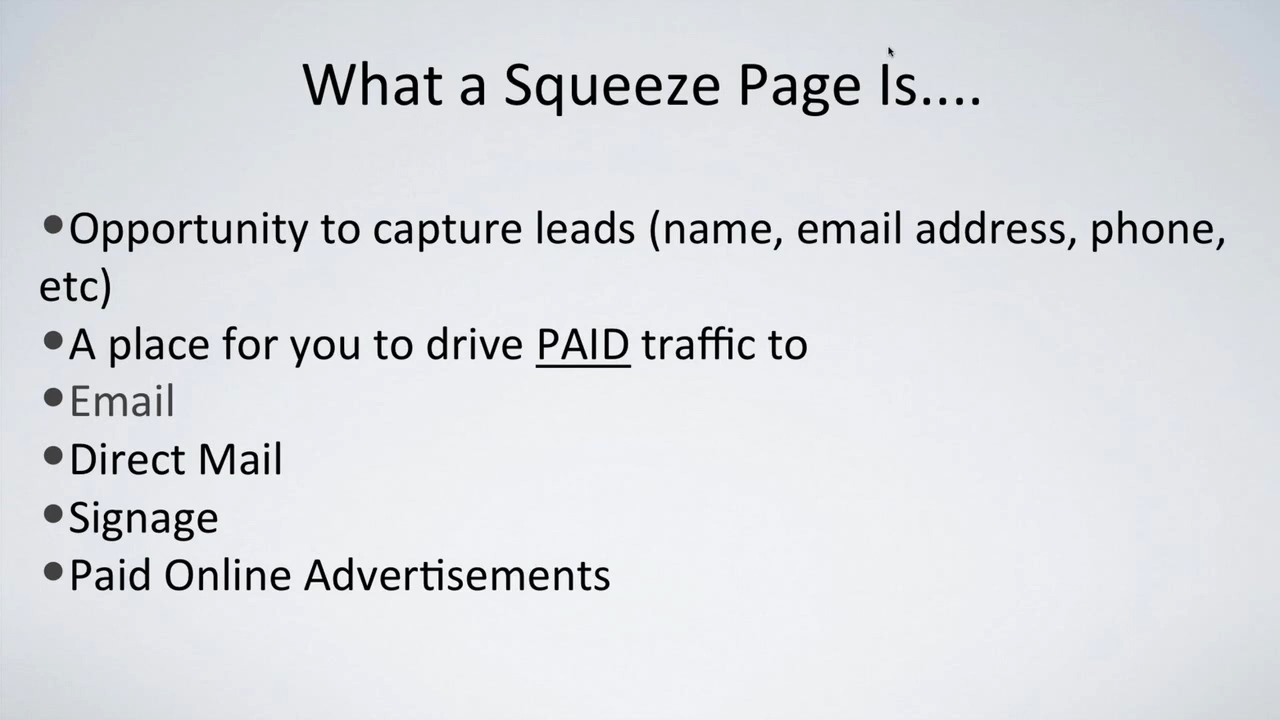 What a Squeeze Page Is....
•Opportunity to capture leads (name, email address, phone,
etc)
•A place for you to drive PAID traffic to
•Email
•Direct Mail
•Signage
•Paid Online Advertisements